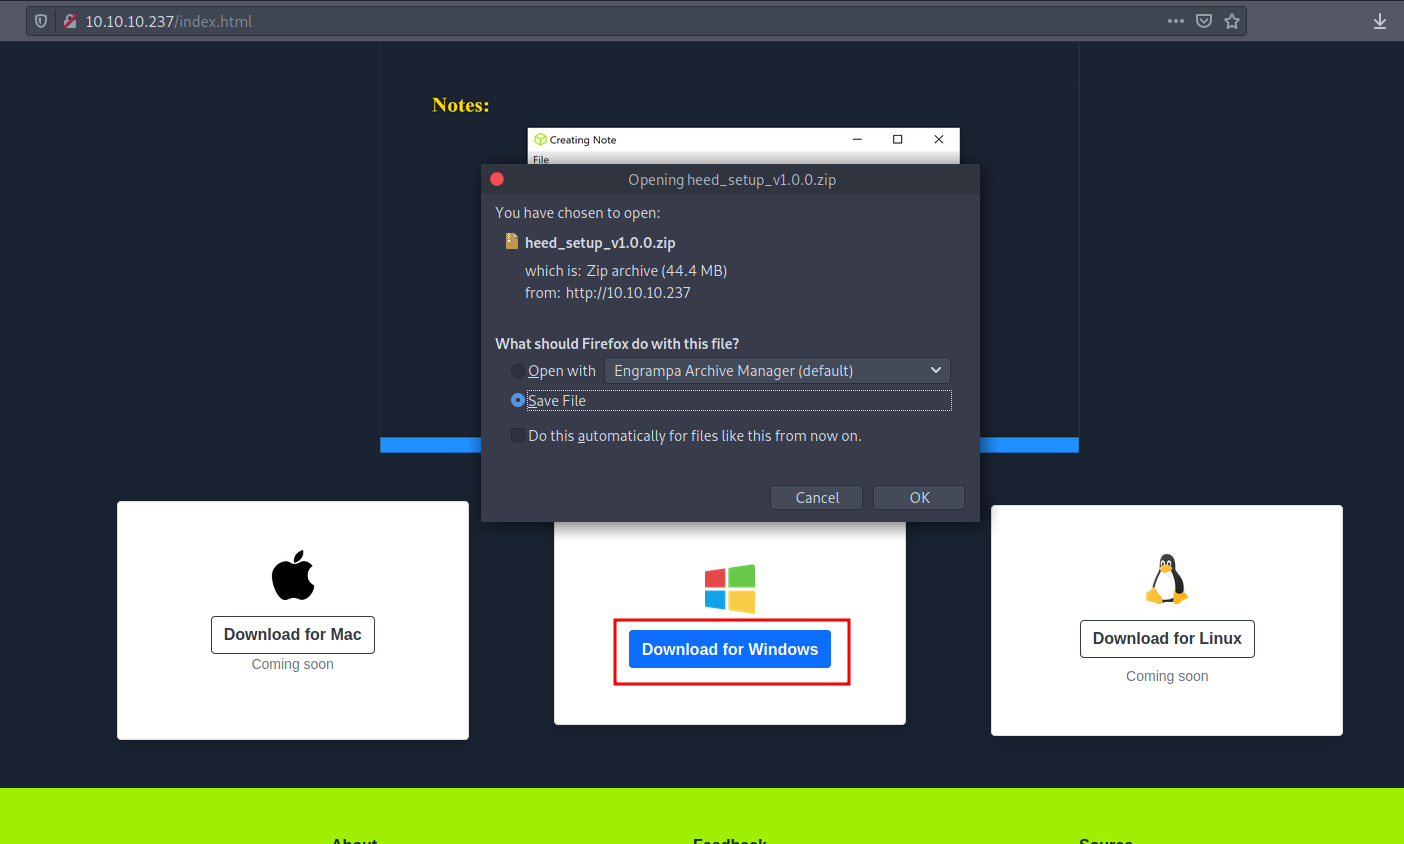 10.10.10.237/index.html
Notes:
Creating Note
File
Opening heed_setup_v1.0.0.zip
You have chosen to open:
heed_setup_v1.0.0.zip
which is: Zip archive (44.4 MB)
from: http://10.10.10.237
What should Firefox do with this file?
Open with Engrampa Archive Manager (default)
Save File
Do this automatically for files like this from now on.
Cancel OK
Download for Mac
Coming soon
Download for Windows
Download for Linux
Coming soon
About Feedback Source